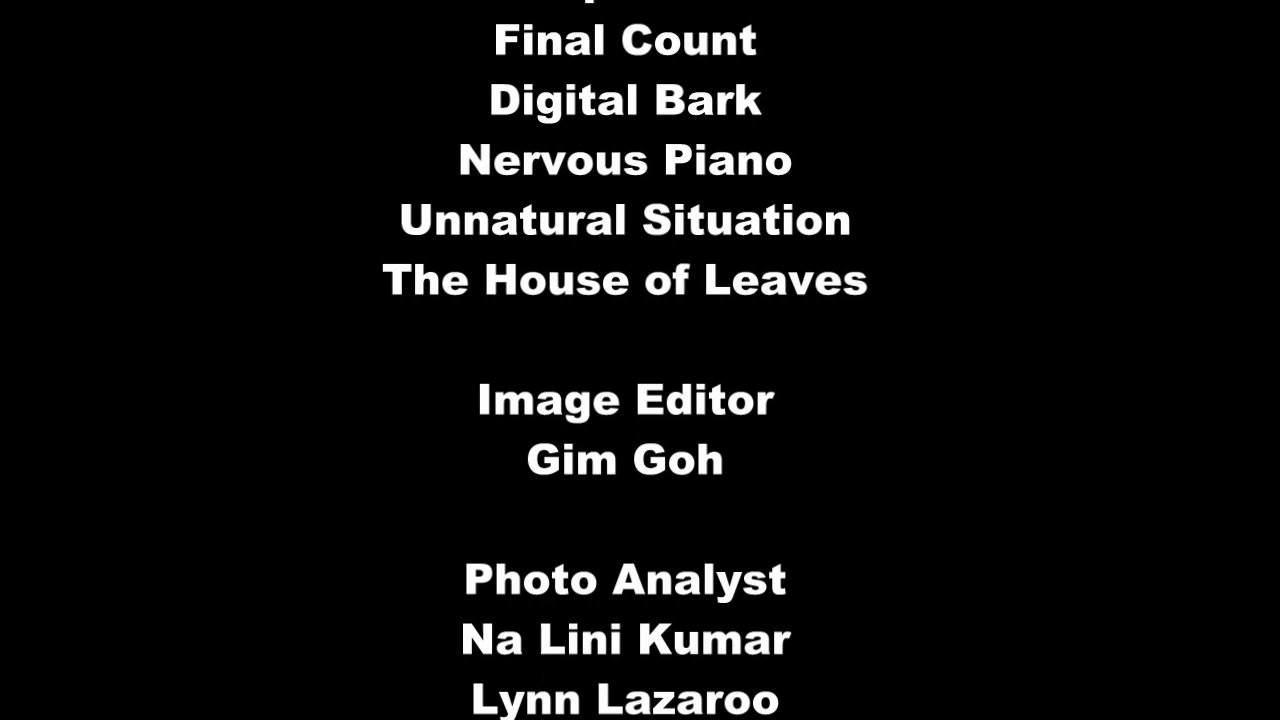 Final Count
Digital Bark
Nervous Piano
Unnatural Situation
The House of Leaves
Image Editor
Gim Goh
Photo Analyst
Na Lini Kumar
Lynn Lazaroo